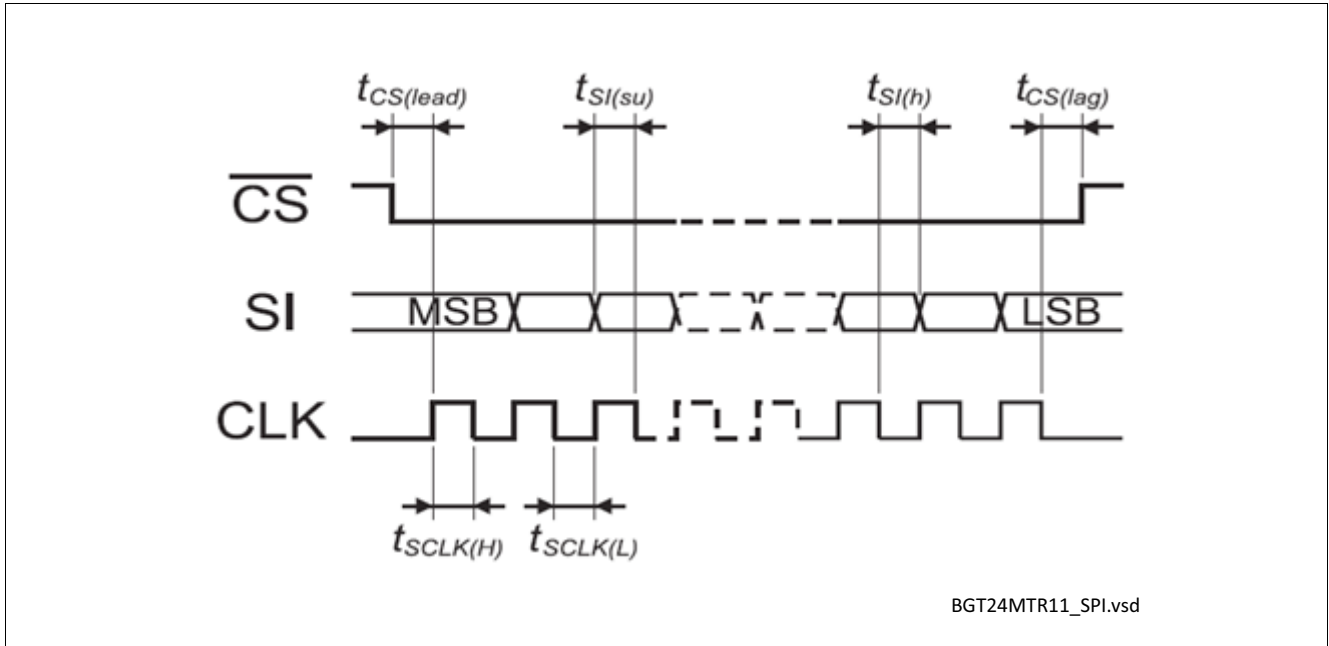 tCS(lead) tSI(su) tSI(h) tCS(lag)
CS
SI MSB LSB
CLK
tSCLK(H) tSCLK(L)
BGT24MTR11_SPI.vsd